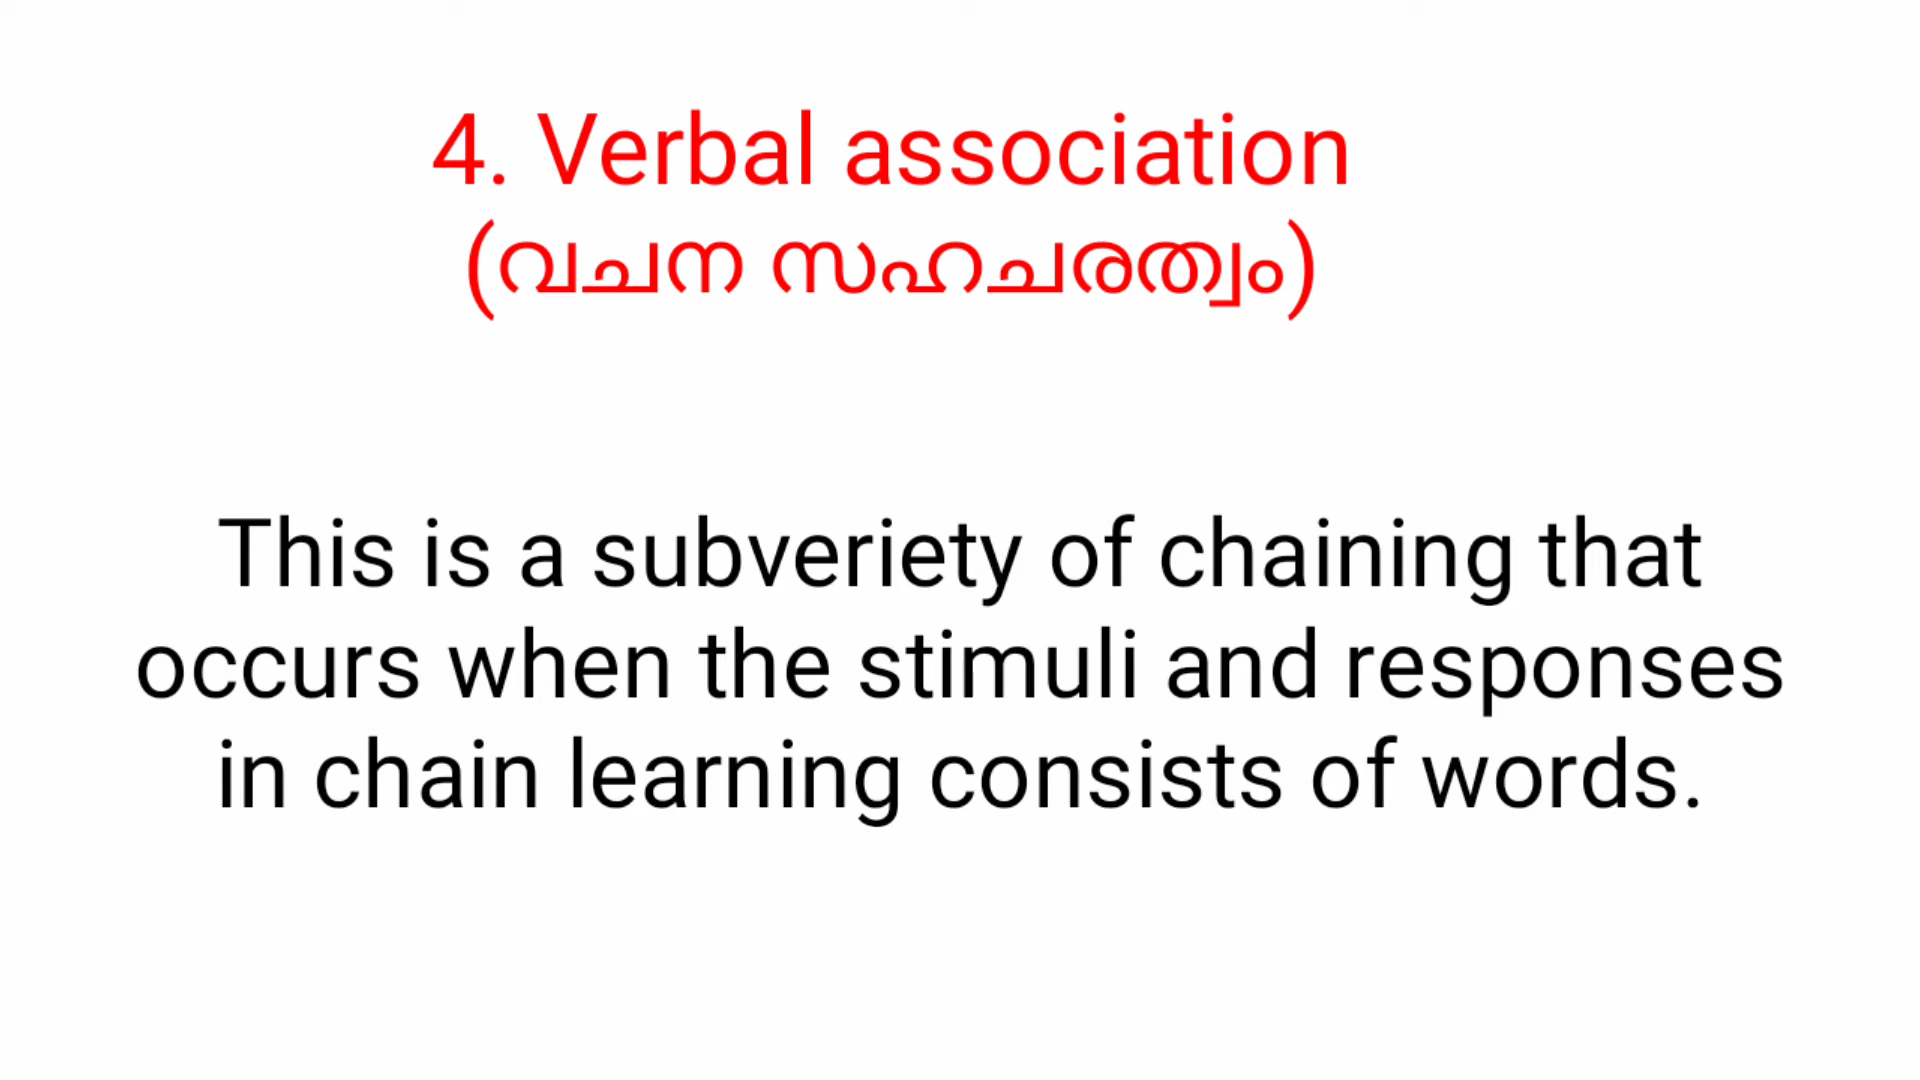 4. Verbal association
(വചന സഹചരത്വം)
This is a subveriety of chaining that
occurs when the stimuli and responses
in chain learning consists of words.